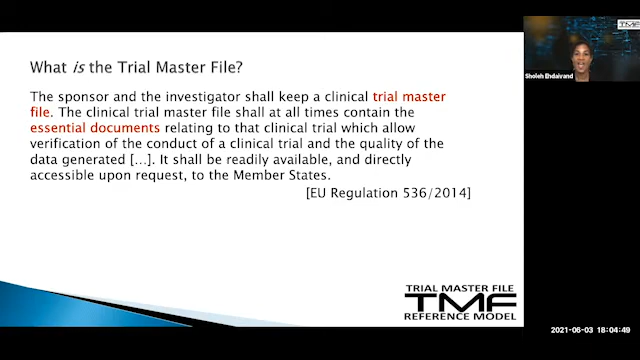 What is the Trial Master File?
The sponsor and the investigator shall keep a clinical trial master
file. The clinical trial master file shall at all times contain the
essential documents relating to that clinical trial which allow
verification of the conduct of a clinical trial and the quality of the
data generated [...]. It shall be readily available, and directly
accessible upon request, to the Member States.
[EU Regulation 536/2014]
TRIAL MASTER FILE
TMF
REFERENCE MODEL
TMF
Sholeh Ehdaivand
2021-06-03 18:04:49